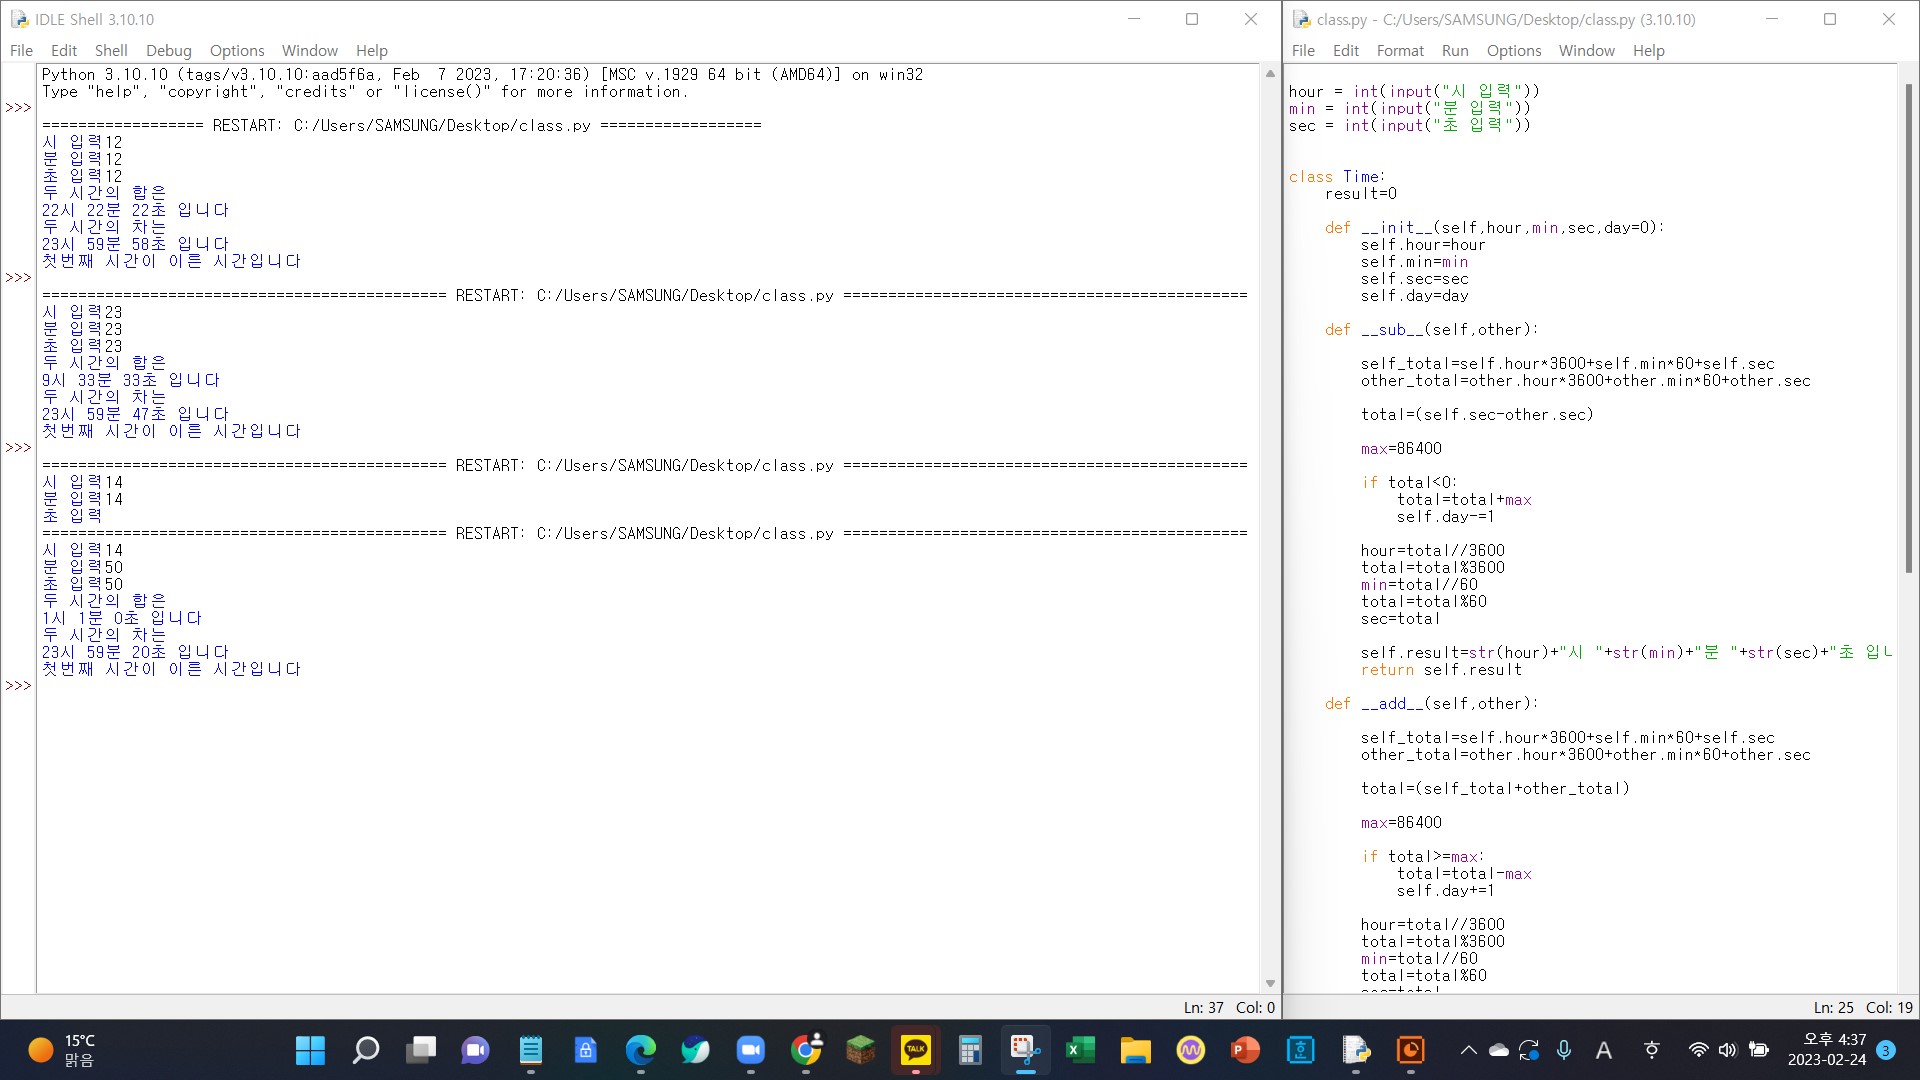 IDLE Shell 3.10.10
File Edit Shell Debug Options Window Help
Python 3.10.10 (tags/v3.10.10:aad5f6a, Feb  7 2023, 17:20:36) [MSC v.1929 64 bit (AMD64)] on win32
Type "help", "copyright", "credits" or "license()" for more information.
>>>
================== RESTART: C:/Users/SAMSUNG/Desktop/class.py ==================
시 입력12
분 입력12
초 입력12
두 시간의 합은
22시 22분 22초 입니다
두 시간의 차는
23시 59분 58초 입니다
첫번째 시간이 이른 시간입니다
>>>
============================================= RESTART: C:/Users/SAMSUNG/Desktop/class.py =============================================
시 입력23
분 입력23
초 입력23
두 시간의 합은
9시 33분 33초 입니다
두 시간의 차는
23시 59분 47초 입니다
첫번째 시간이 이른 시간입니다
>>>
============================================= RESTART: C:/Users/SAMSUNG/Desktop/class.py =============================================
시 입력14
분 입력14
초 입력
============================================= RESTART: C:/Users/SAMSUNG/Desktop/class.py =============================================
시 입력14
분 입력50
초 입력50
두 시간의 합은
1시 1분 0초 입니다
두 시간의 차는
23시 59분 20초 입니다
첫번째 시간이 이른 시간입니다
>>>
Ln: 37 Col: 0
class.py - C:/Users/SAMSUNG/Desktop/class.py (3.10.10)
File Edit Format Run Options Window Help
hour = int(input("시 입력"))
min = int(input("분 입력"))
sec = int(input("초 입력"))
class Time:
    result=0
    def __init__(self,hour,min,sec,day=0):
        self.hour=hour
        self.min=min
        self.sec=sec
        self.day=day
    def __sub__(self,other):
        self_total=self.hour*3600+self.min*60+self.sec
        other_total=other.hour*3600+other.min*60+other.sec
        total=(self.sec-other.sec)
        max=86400
        if total<0:
            total=total+max
            self.day-=1
        hour=total//3600
        total=total%3600
        min=total//60
        total=total%60
        sec=total
        self.result=str(hour)+"시 "+str(min)+"분 "+str(sec)+"초 입
        return self.result
    def __add__(self,other):
        self_total=self.hour*3600+self.min*60+self.sec
        other_total=other.hour*3600+other.min*60+other.sec
        total=(self_total+other_total)
        max=86400
        if total>=max:
            total=total-max
            self.day+=1
        hour=total//3600
        total=total%3600
        min=total//60
        total=total%60
Ln: 25 Col: 19
15°C
맑음
TALK
A
오후 4:37
2023-02-24
3